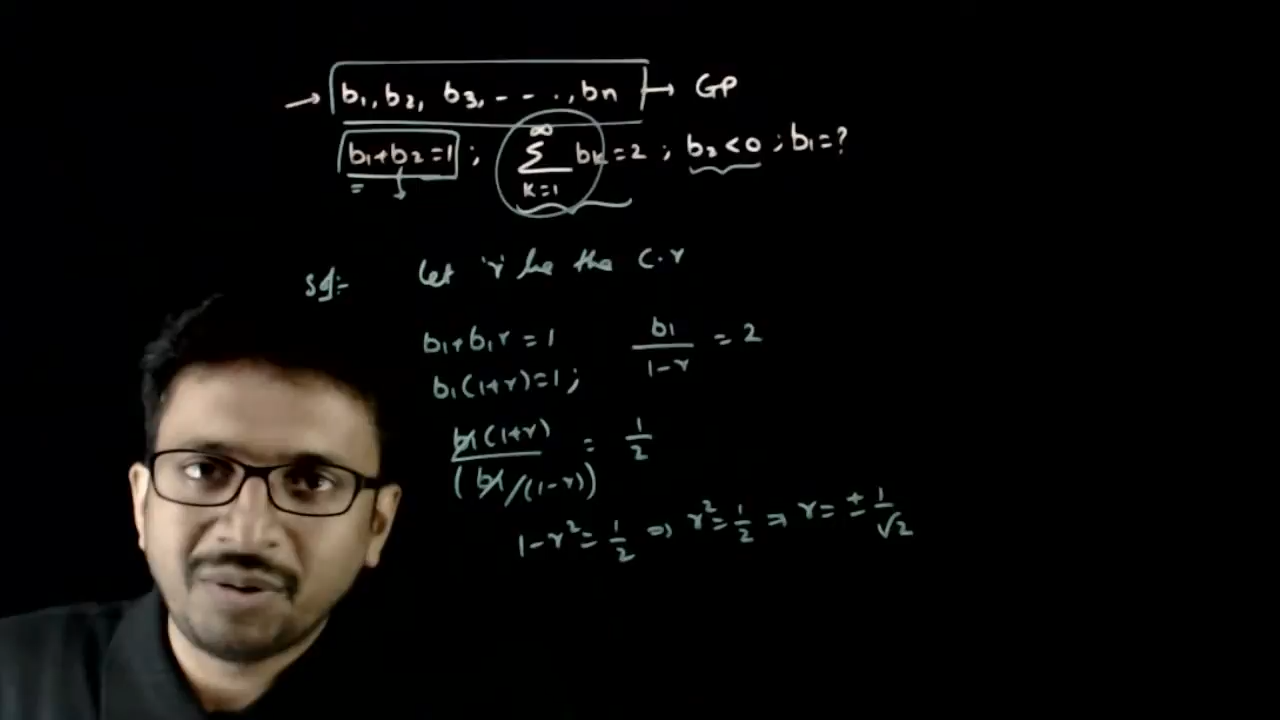 → b₁, b₂, b₃, - - . ., bn → GP
b₁+b₂=1 ; ∞ Σ K=1 bk=2 ; b₂<0 ; b₁=?
Sol:- Let 'r' be the C.r
b₁+b₁r=1 b₁/(1-r) = 2
b₁(1+r)=1;
b₁(1+r)/(b₁/(1-r)) = 1/2
1-r²=1/2 ⇒ r²=1/2 ⇒ r=±1/√2